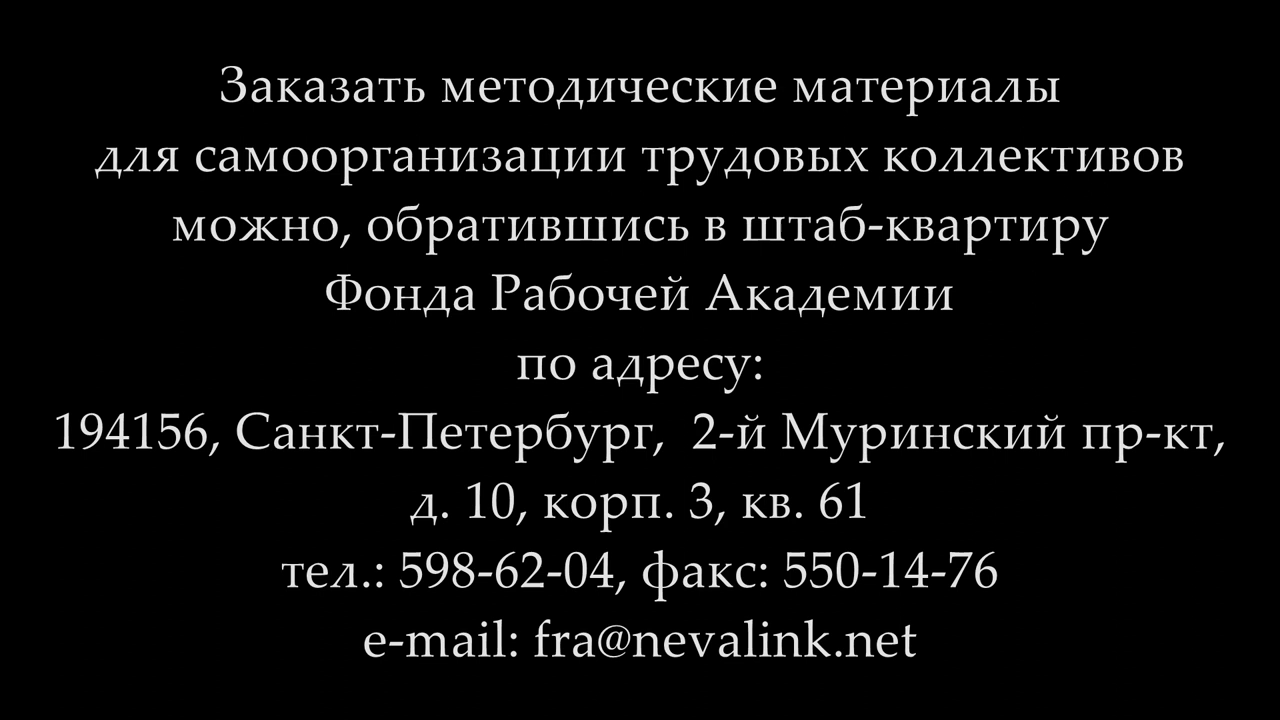 Заказать методические материалы
для самоорганизации трудовых коллективов
можно, обратившись в штаб-квартиру
Фонда Рабочей Академии
по адресу:
194156, Санкт-Петербург,  2-й Муринский пр-кт,
д. 10, корп. 3, кв. 61
тел.: 598-62-04, факс: 550-14-76
e-mail: fra@nevalink.net